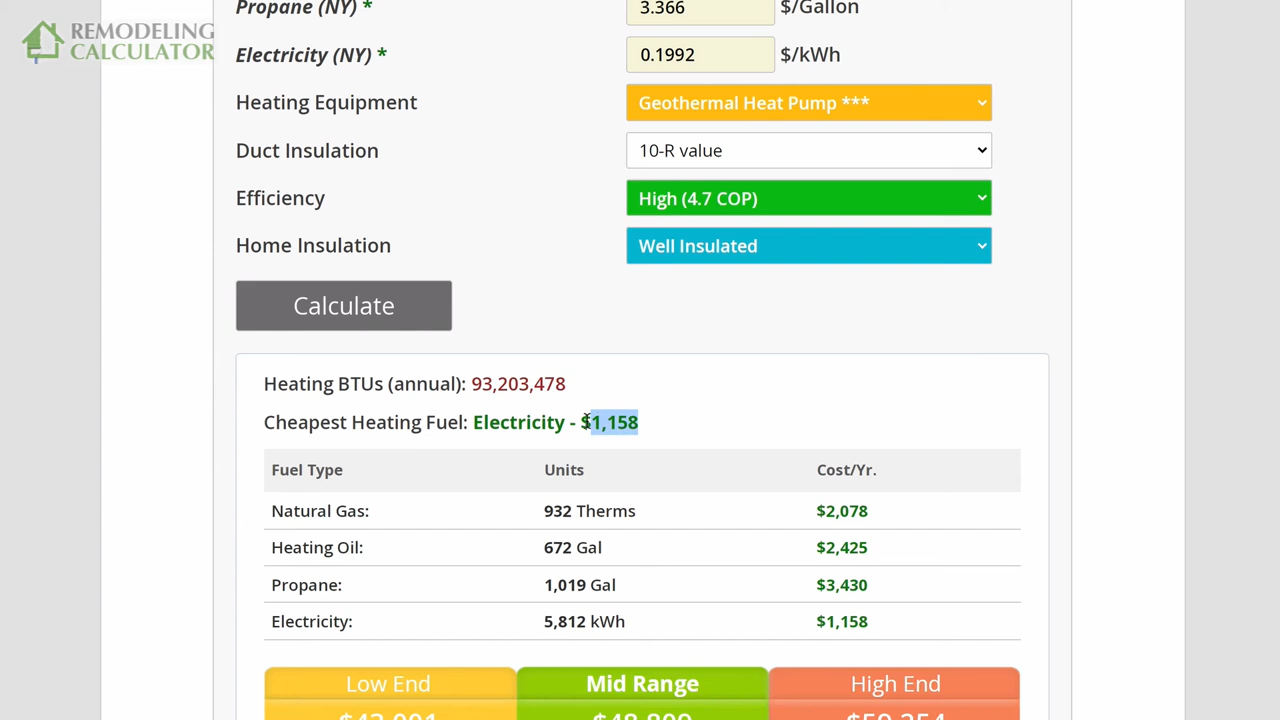 REMODELING
CALCULATOR
Propane (NY) * 3.366 $/Gallon
Electricity (NY) * 0.1992 $/kWh
Heating Equipment Geothermal Heat Pump ***
Duct Insulation 10-R value
Efficiency High (4.7 COP)
Home Insulation Well Insulated
Calculate
Heating BTUs (annual): 93,203,478
Cheapest Heating Fuel: Electricity - $1,158
Fuel Type Units Cost/Yr.
Natural Gas: 932 Therms $2,078
Heating Oil: 672 Gal $2,425
Propane: 1,019 Gal $3,430
Electricity: 5,812 kWh $1,158
Low End Mid Range High End